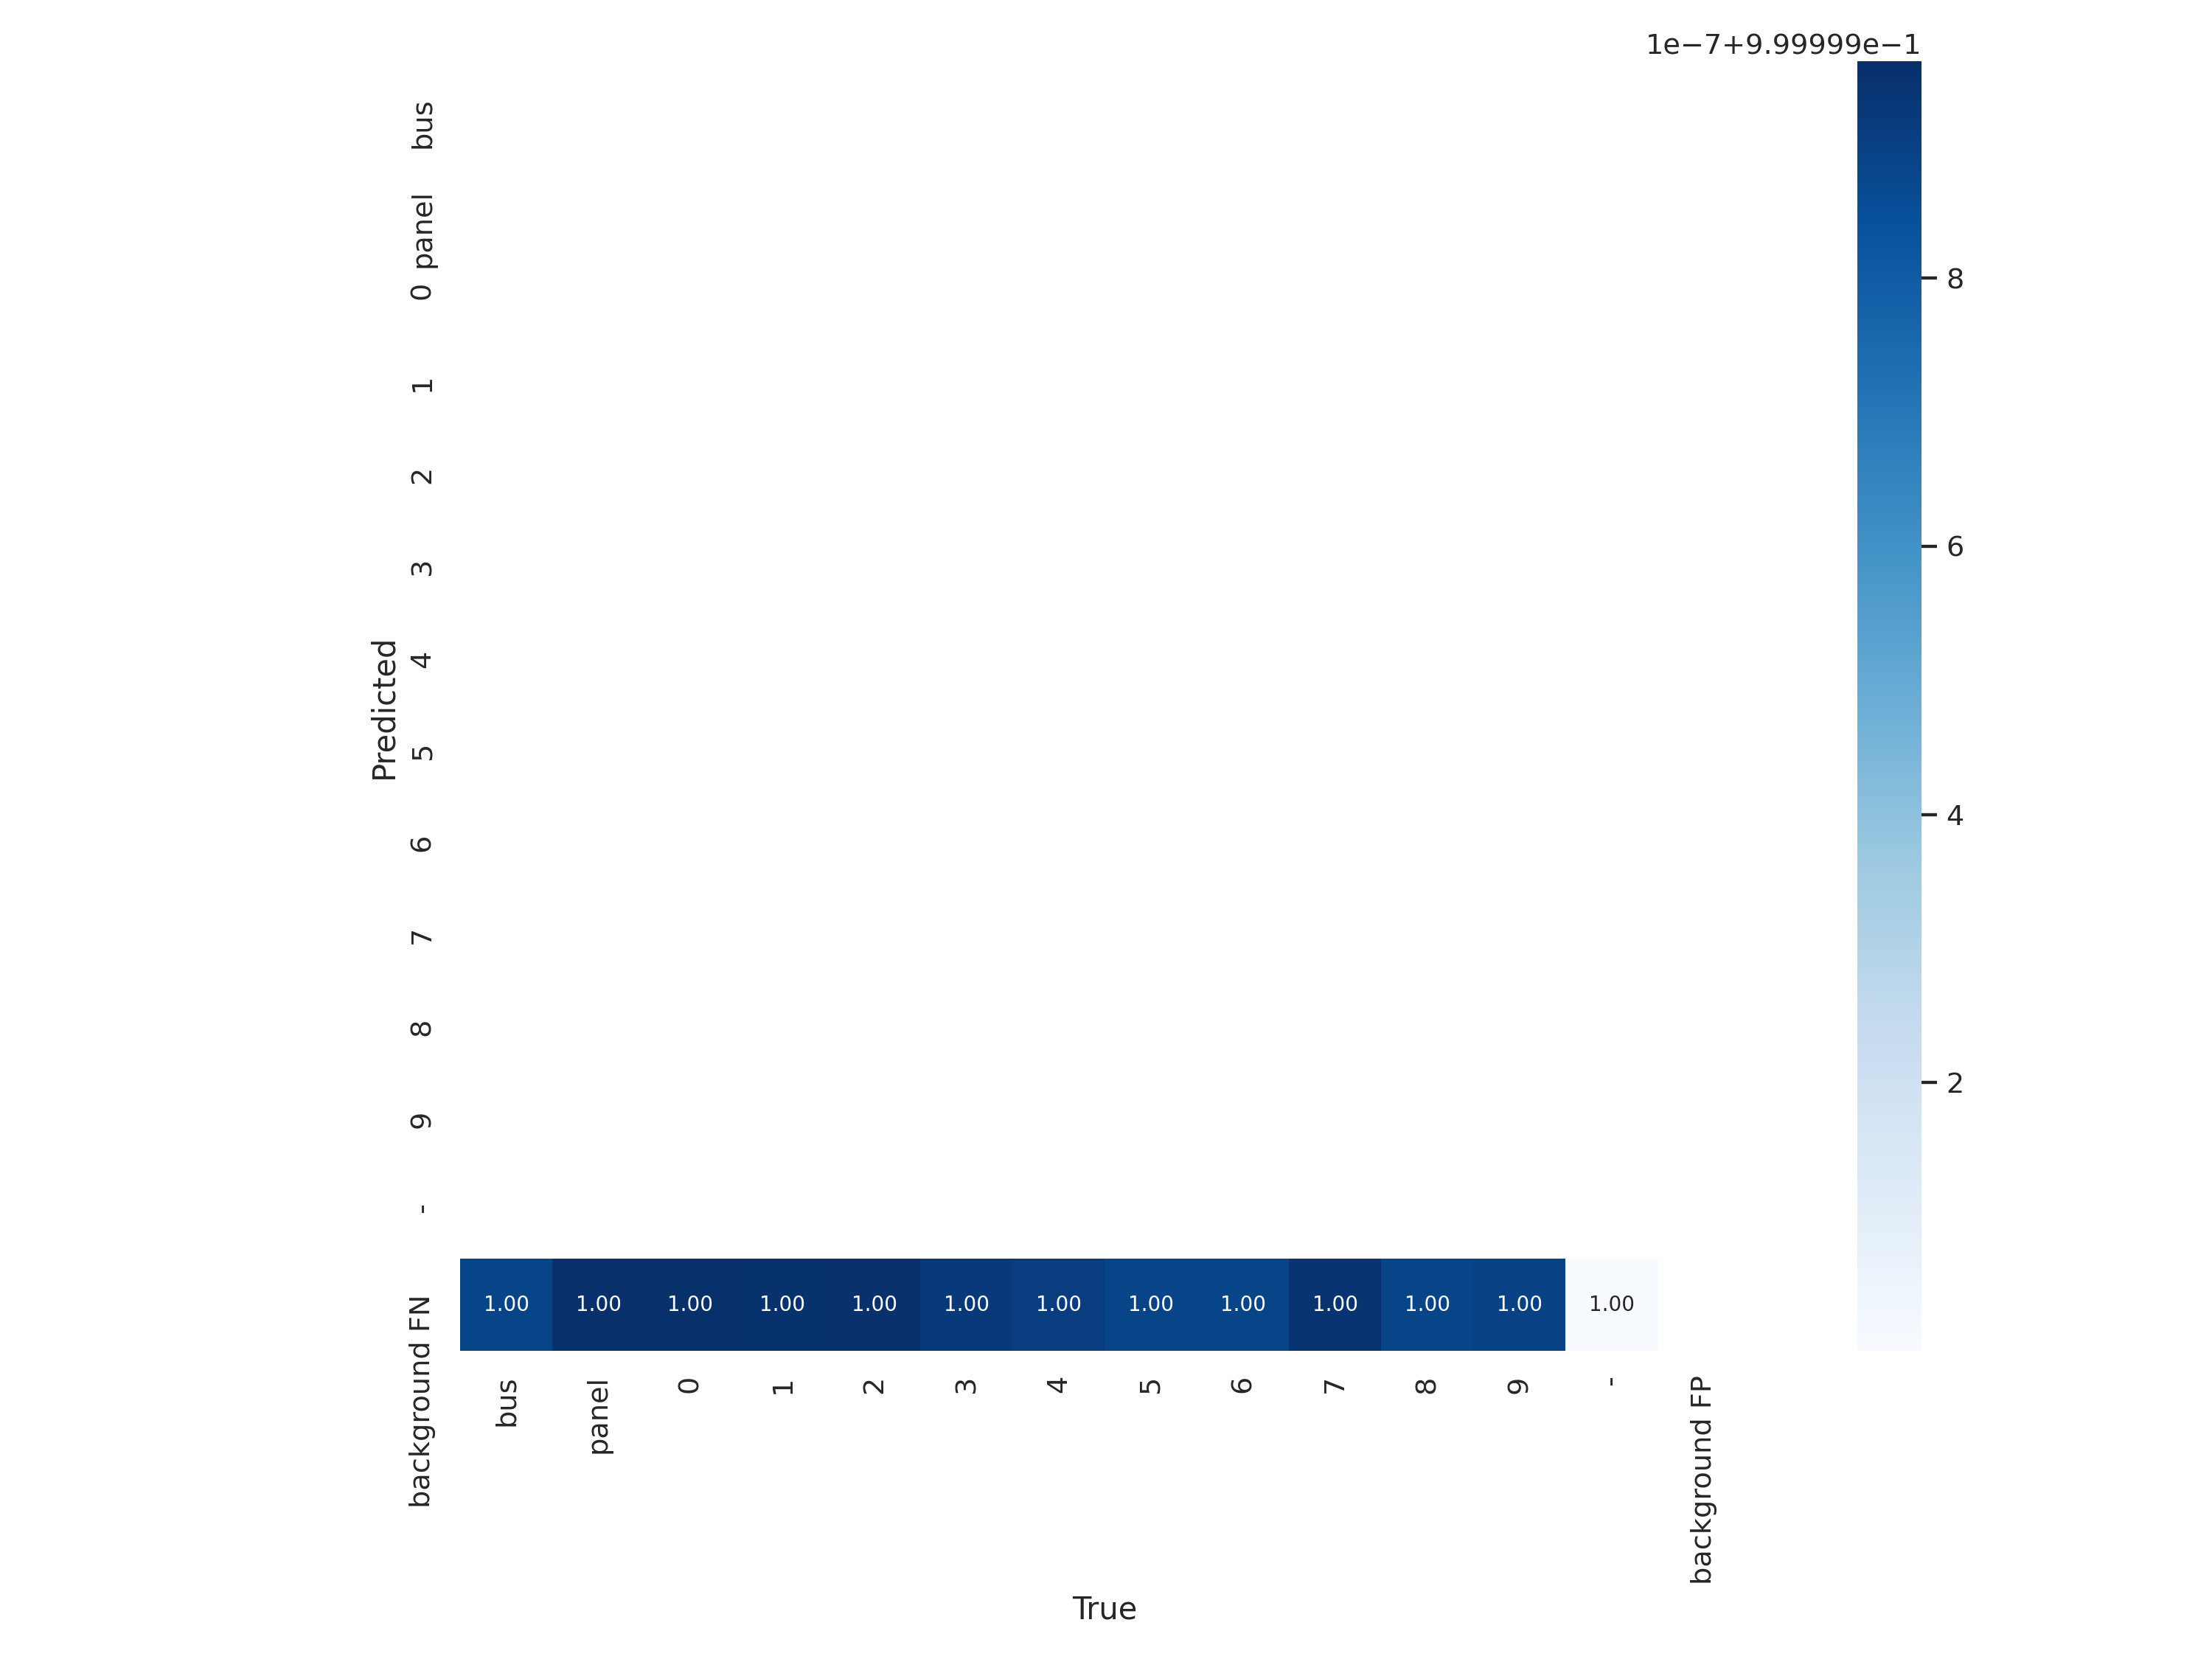 1e−7+9.99999e−1
bus
panel
0
1
2
3
4
5
6
7
8
9
-
background FN
Predicted
1.00 1.00 1.00 1.00 1.00 1.00 1.00 1.00 1.00 1.00 1.00 1.00 1.00
bus panel 0 1 2 3 4 5 6 7 8 9 - background FP
True
8
6
4
2